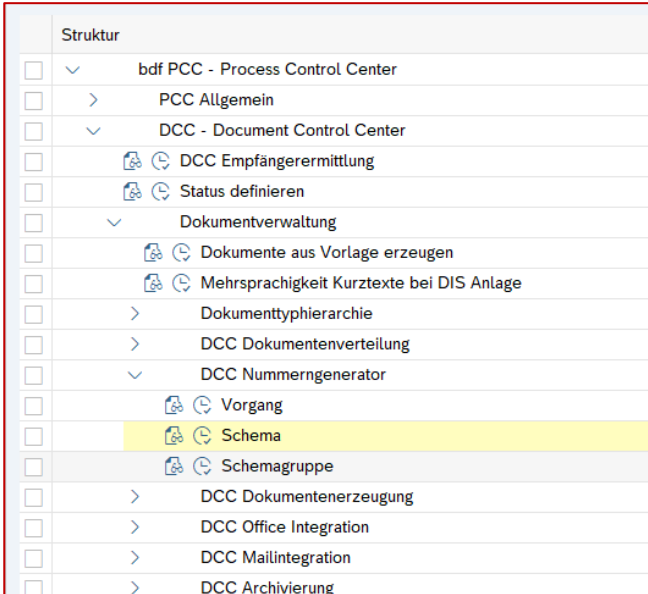 Struktur
bdf PCC - Process Control Center
PCC Allgemein
DCC - Document Control Center
DCC Empfängerermittlung
Status definieren
Dokumentverwaltung
Dokumente aus Vorlage erzeugen
Mehrsprachigkeit Kurztexte bei DIS Anlage
Dokumenttyphierarchie
DCC Dokumentenverteilung
DCC Nummerngenerator
Vorgang
Schema
Schemagruppe
DCC Dokumentenerzeugung
DCC Office Integration
DCC Mailintegration
DCC Archivierung